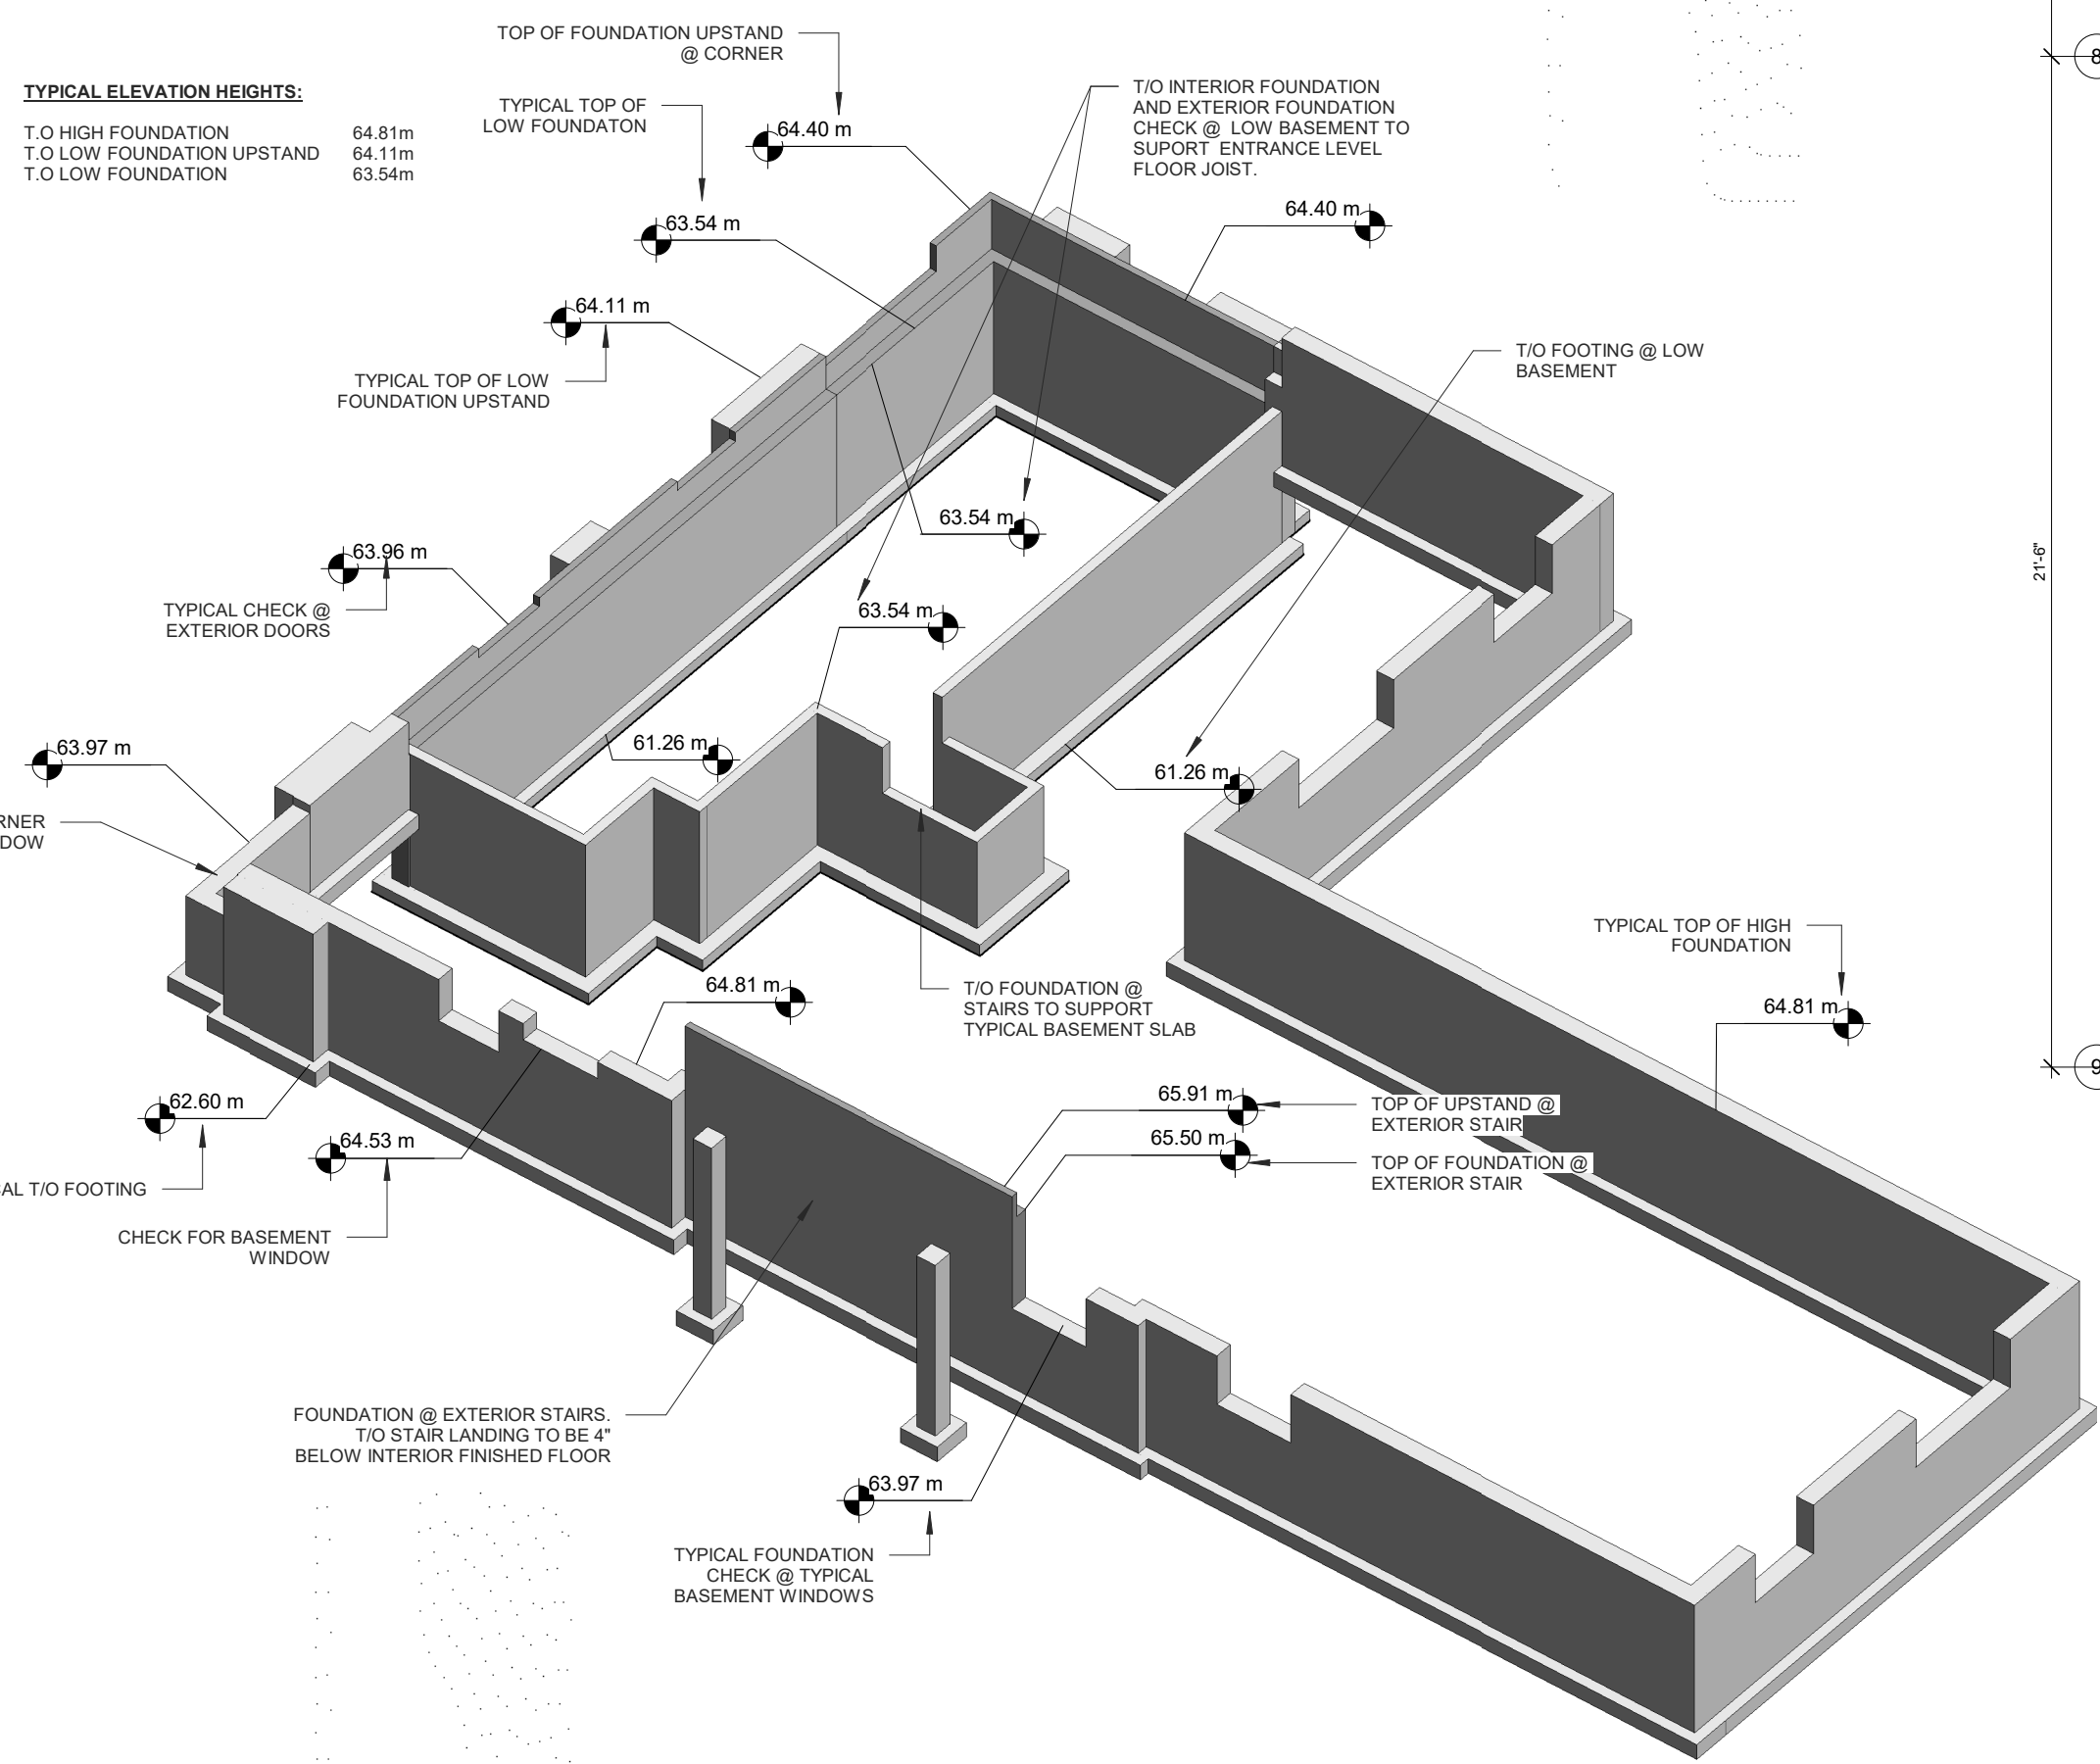 TOP OF FOUNDATION UPSTAND
@ CORNER
TYPICAL ELEVATION HEIGHTS:
T.O HIGH FOUNDATION 64.81m
T.O LOW FOUNDATION UPSTAND 64.11m
T.O LOW FOUNDATION 63.54m
TYPICAL TOP OF
LOW FOUNDATON
64.40 m
T/O INTERIOR FOUNDATION
AND EXTERIOR FOUNDATION
CHECK @ LOW BASEMENT TO
SUPORT ENTRANCE LEVEL
FLOOR JOIST.
8
63.54 m
64.40 m
64.11 m
TYPICAL TOP OF LOW
FOUNDATION UPSTAND
T/O FOOTING @ LOW
BASEMENT
63.54 m
63.96 m
TYPICAL CHECK @
EXTERIOR DOORS
63.54 m
21'-6"
63.97 m
61.26 m
61.26 m
RNER
DOW
TYPICAL TOP OF HIGH
FOUNDATION
64.81 m
T/O FOUNDATION @
STAIRS TO SUPPORT
TYPICAL BASEMENT SLAB
64.81 m
9
62.60 m
64.53 m
65.91 m
TOP OF UPSTAND @
EXTERIOR STAIR
65.50 m
TOP OF FOUNDATION @
EXTERIOR STAIR
AL T/O FOOTING
CHECK FOR BASEMENT
WINDOW
FOUNDATION @ EXTERIOR STAIRS.
T/O STAIR LANDING TO BE 4"
BELOW INTERIOR FINISHED FLOOR
63.97 m
TYPICAL FOUNDATION
CHECK @ TYPICAL
BASEMENT WINDOWS